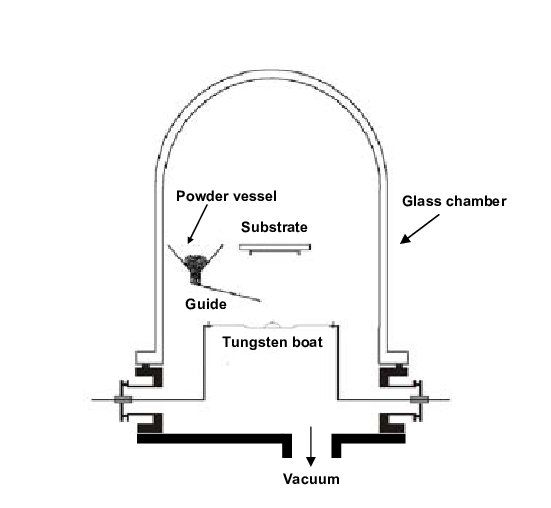 Powder vessel
Glass chamber
Substrate
Guide
Tungsten boat
Vacuum